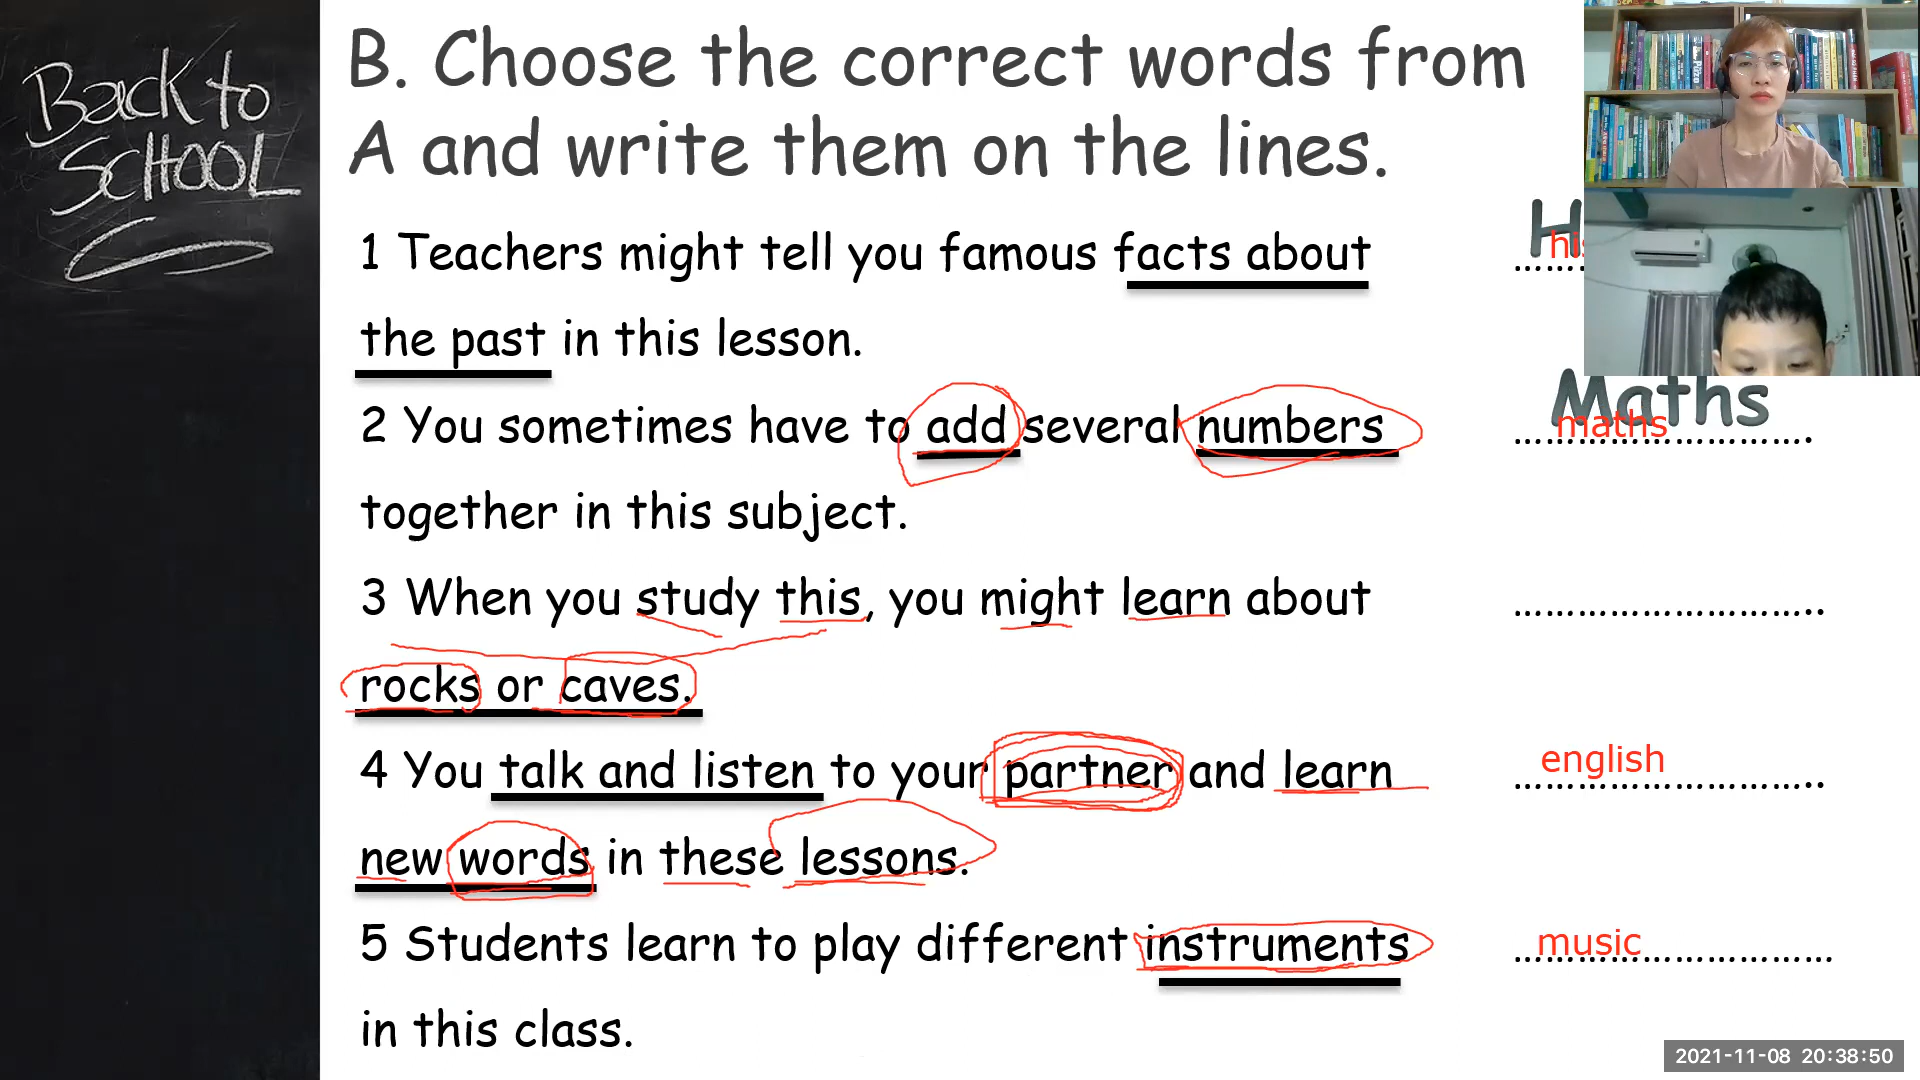 Back to
SCHOOL
B. Choose the correct words from
A and write them on the lines.
1 Teachers might tell you famous facts about
the past in this lesson.
2 You sometimes have to add several numbers
together in this subject.
3 When you study this, you might learn about
rocks or caves.
4 You talk and listen to your partner and learn
new words in these lessons.
5 Students learn to play different instruments
in this class.
Maths
maths
……………………….
………………………..
english
………………………..
music
…………………………
2021-11-08 20:38:50